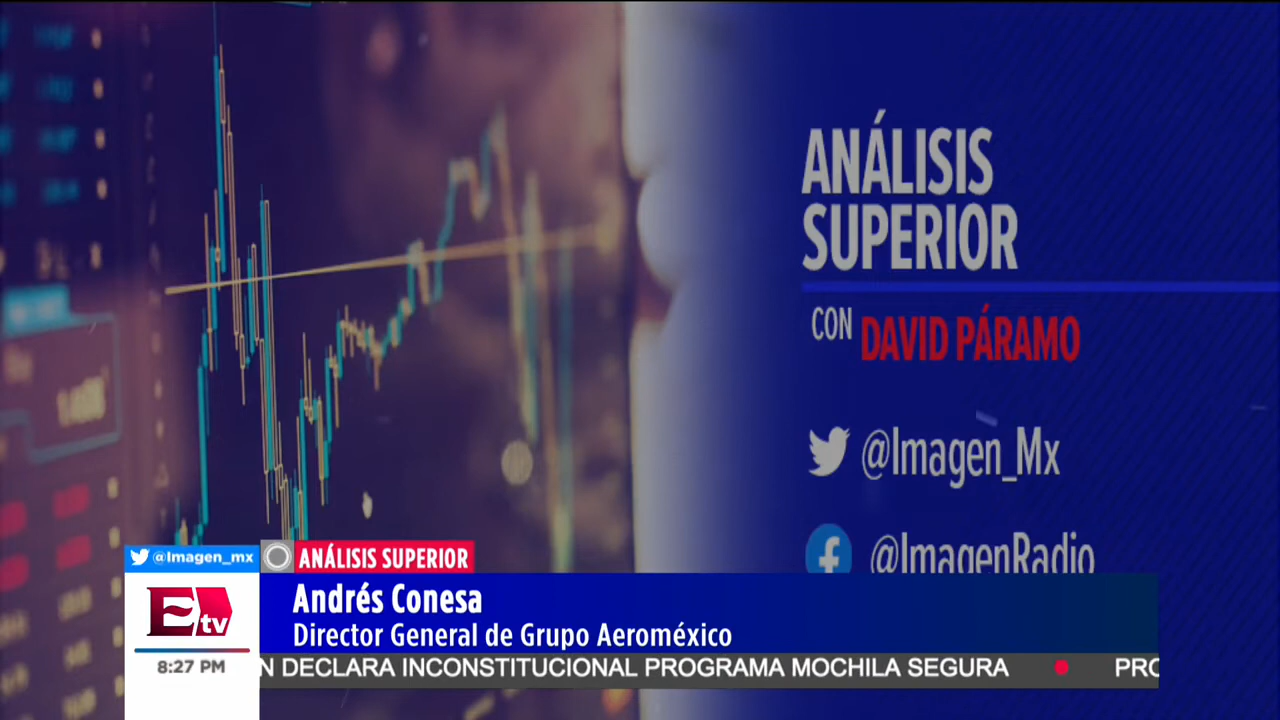 ANÁLISIS
SUPERIOR
CON DAVID PÁRAMO
@Imagen_Mx
@ImagenRadio
@Imagen_mx
ANÁLISIS SUPERIOR
Andrés Conesa
Director General de Grupo Aeroméxico
Etv
8:27 PM
N DECLARA INCONSTITUCIONAL PROGRAMA MOCHILA SEGURA
PRO